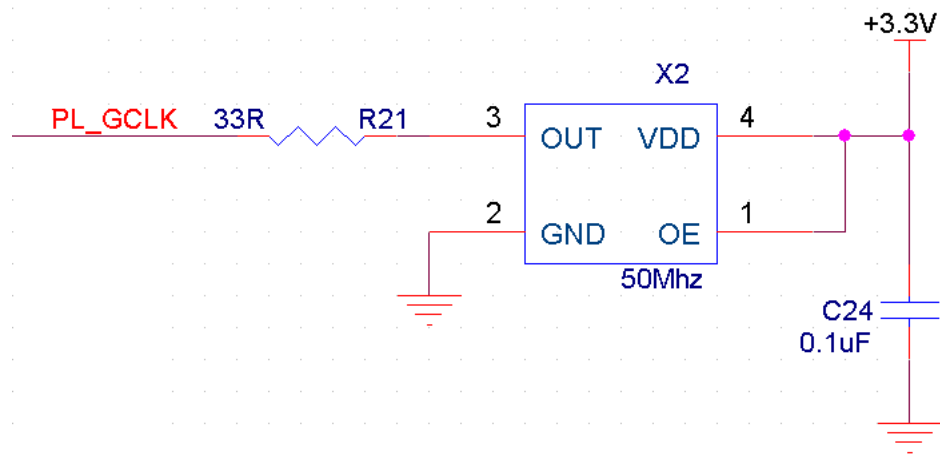 +3.3V
X2
PL_GCLK 33R R21 3 OUT VDD 4
2 GND OE 1
50Mhz
C24
0.1uF